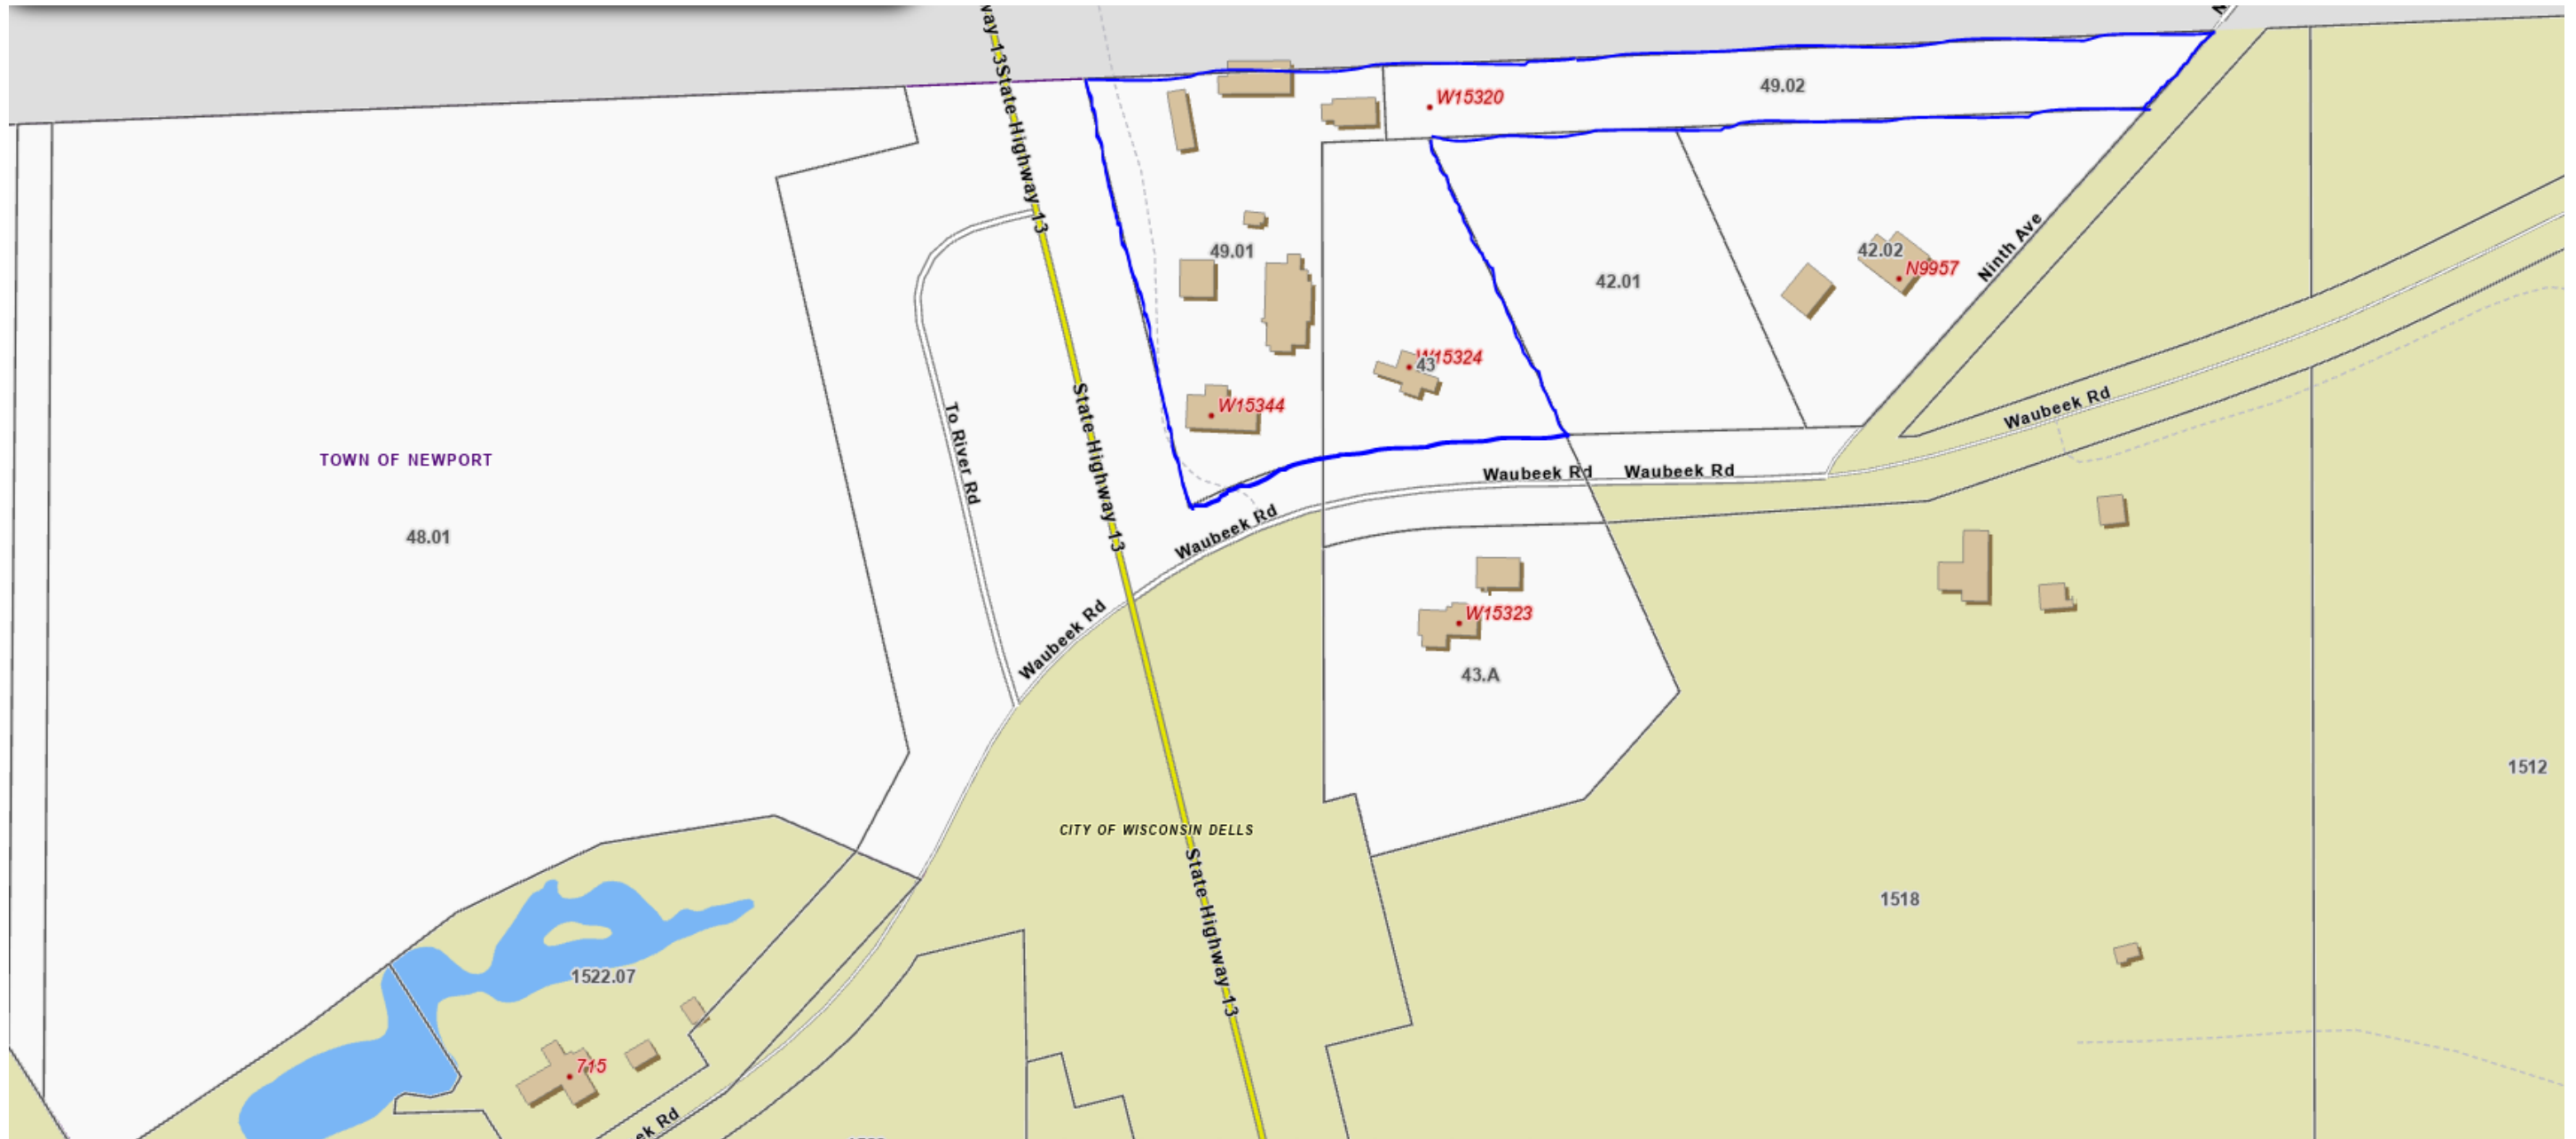 way 13
State Highway 13
49.02
W15320
49.01
42.01
42.02
N9957
Ninth Ave
43
W15324
W15344
To River Rd
State Highway 13
TOWN OF NEWPORT
48.01
Waubeek Rd
Waubeek Rd
Waubeek Rd
Waubeek Rd
Waubeek Rd
W15323
43.A
CITY OF WISCONSIN DELLS
State Highway 13
1512
1518
1522.07
715
ek Rd